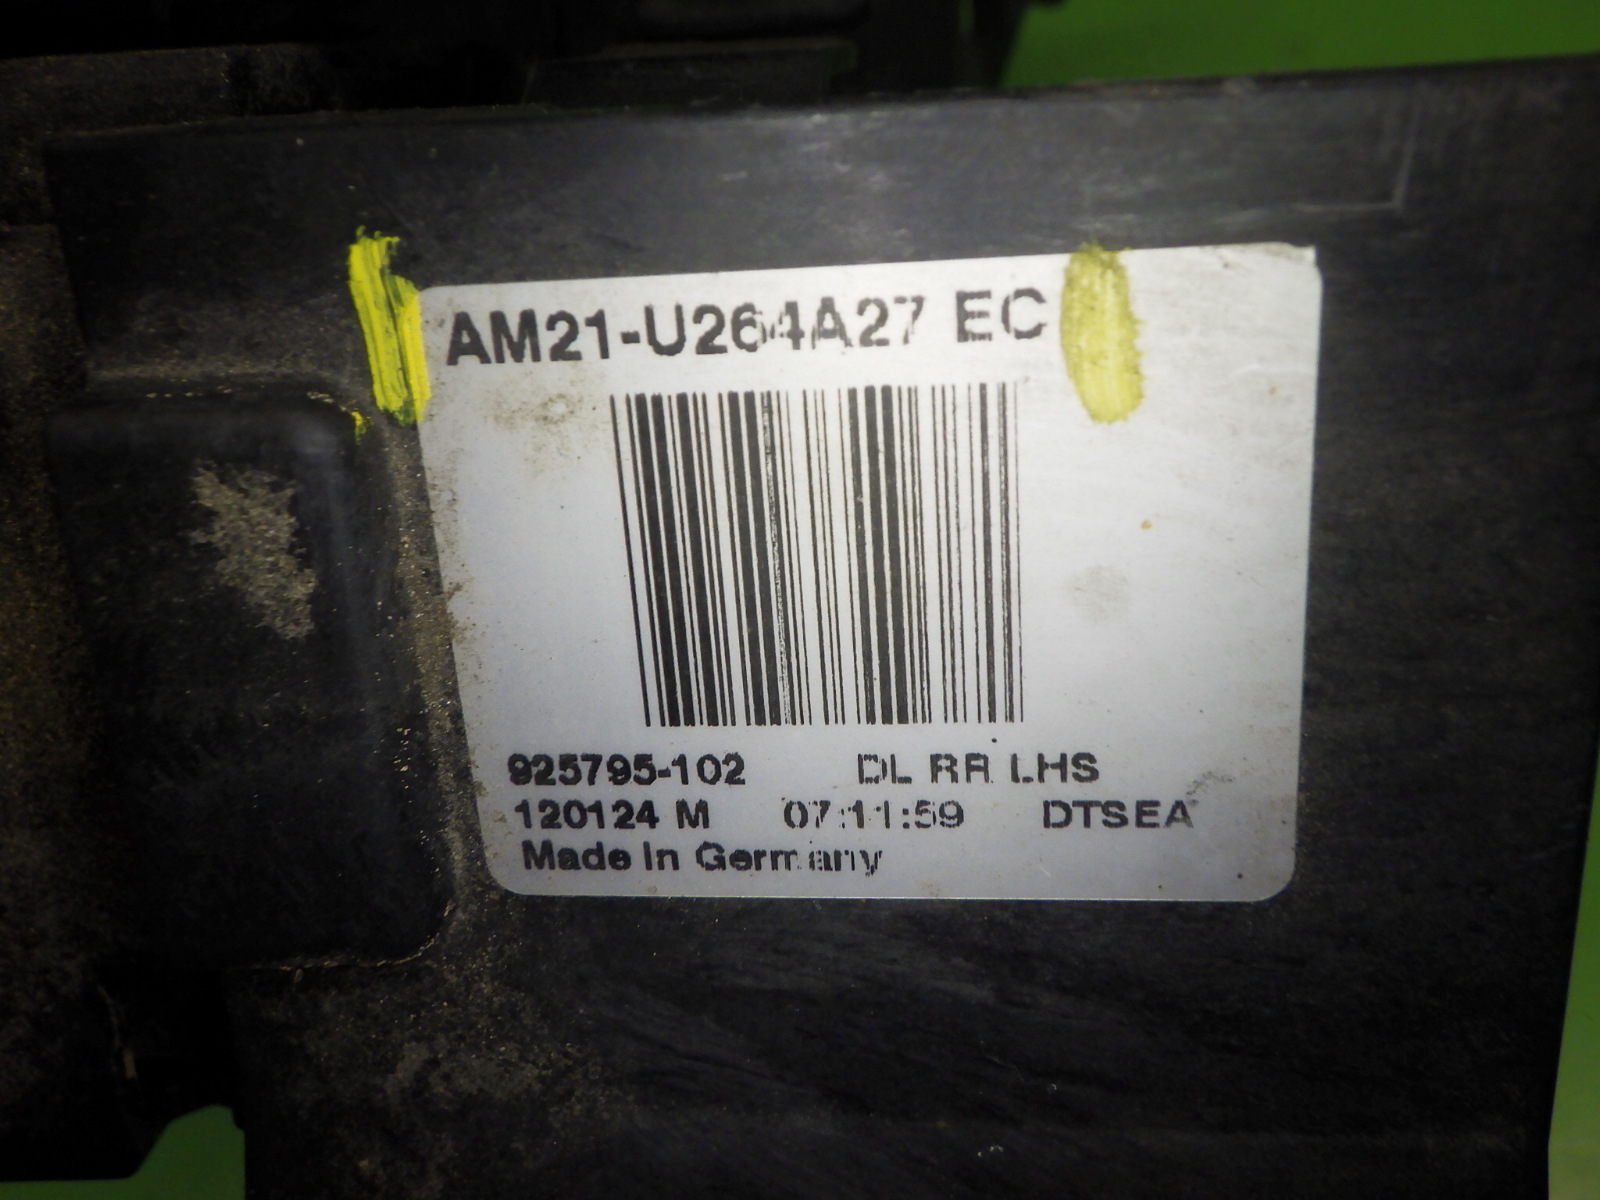 AM21-U264A27 EC
925795-102 DL RR LHS
120124 M 07:11:59 DTSEA
Made In Germany